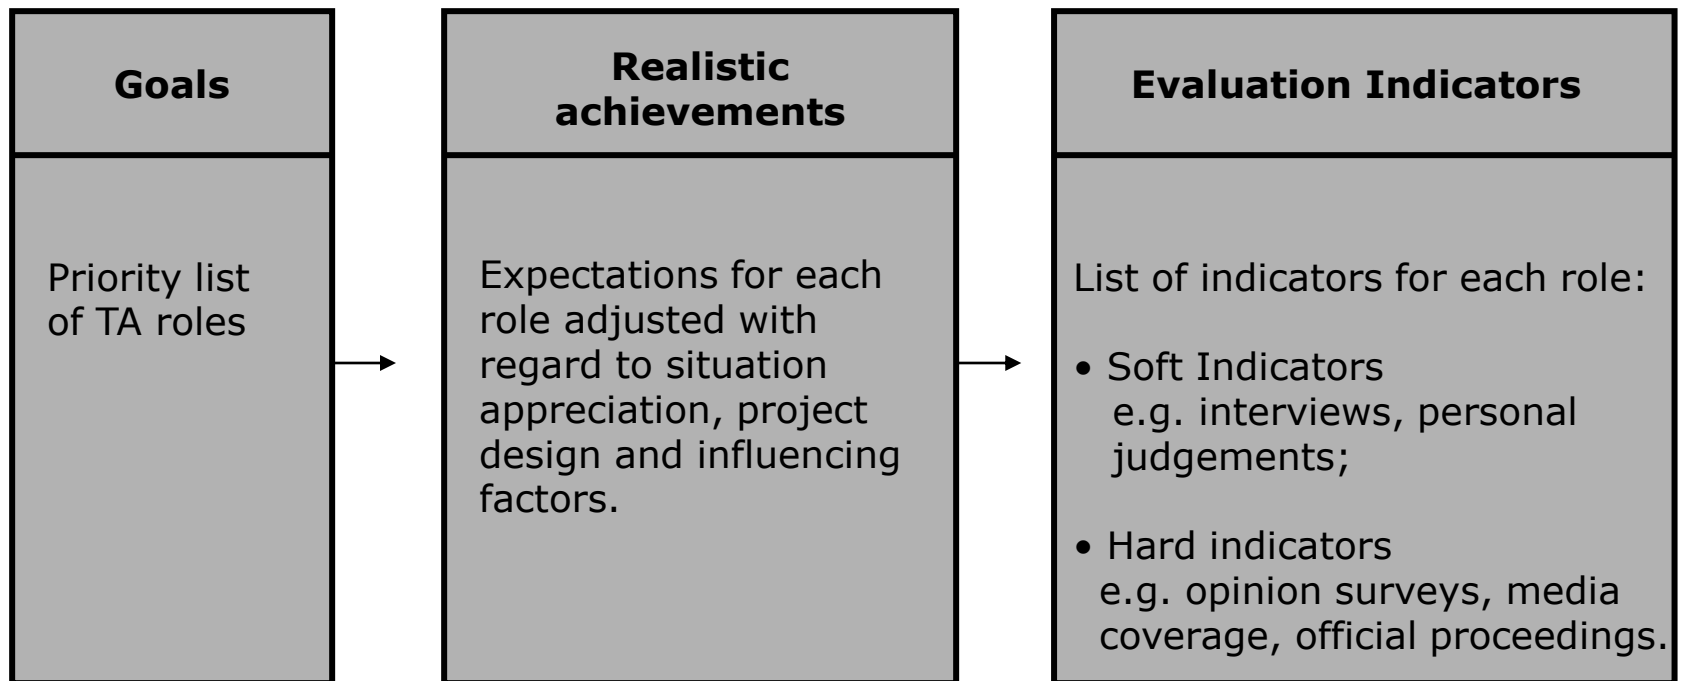 Goals
Priority list
of TA roles
Realistic
achievements
Expectations for each
role adjusted with
regard to situation
appreciation, project
design and influencing
factors.
Evaluation Indicators
List of indicators for each role:
• Soft Indicators
e.g. interviews, personal
judgements;
• Hard indicators
e.g. opinion surveys, media
coverage, official proceedings.